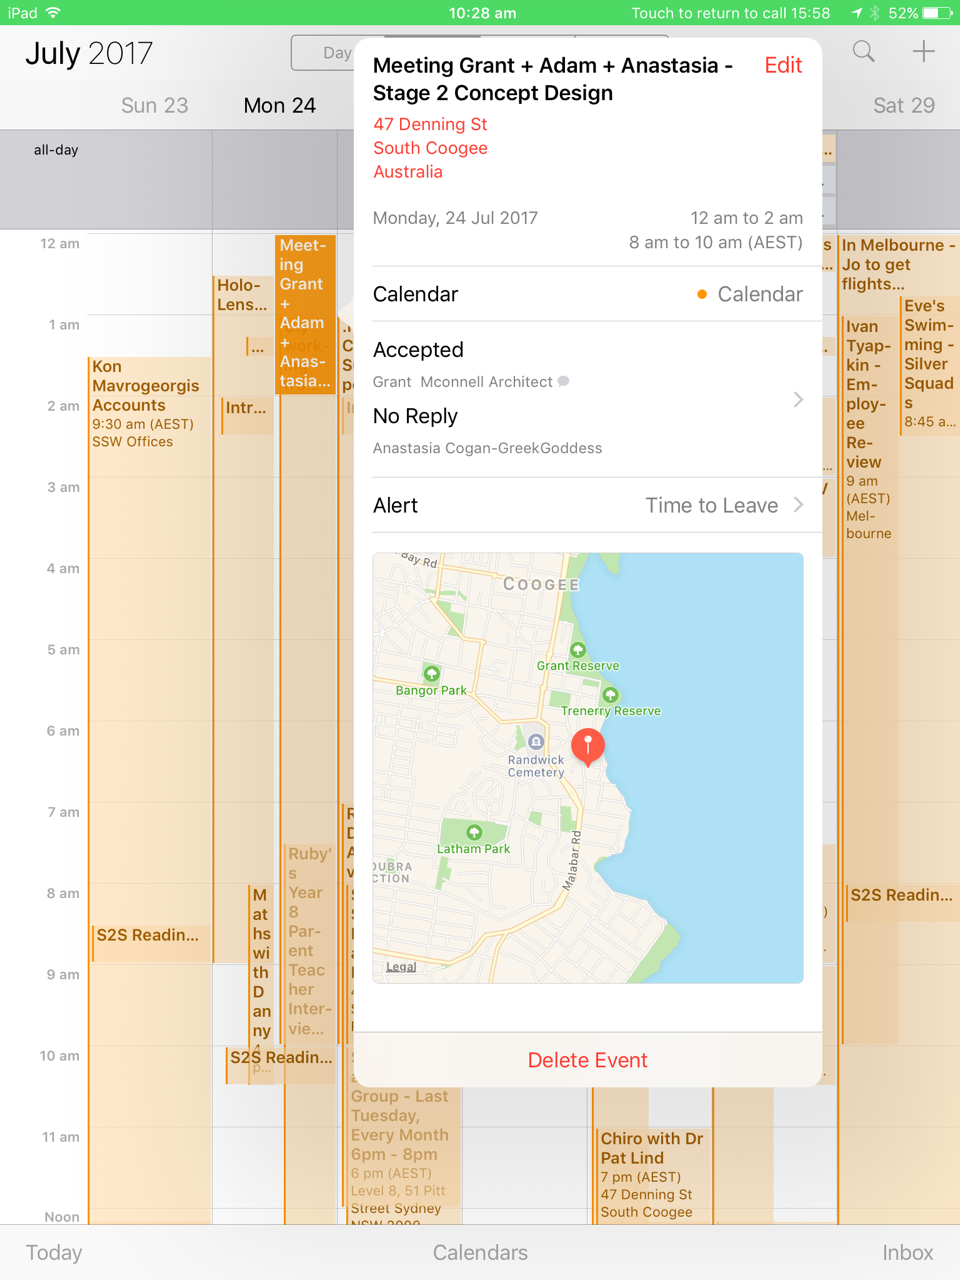 iPad
10:28 am
Touch to return to call 15:58
52%
July 2017
Day
Sun 23
Mon 24
Sat 29
all-day
Meeting Grant + Adam + Anastasia -
Stage 2 Concept Design
Edit
47 Denning St
South Coogee
Australia
Monday, 24 Jul 2017
12 am to 2 am
8 am to 10 am (AEST)
Calendar
Calendar
Accepted
Grant Mcconnell Architect
No Reply
Anastasia Cogan-GreekGoddess
Alert
Time to Leave
Bay Rd
COOGEE
Grant Reserve
Bangor Park
Trenerry Reserve
Randwick
Cemetery
Latham Park
Malabar Rd
OUBRA
CTION
Legal
Delete Event
12 am
1 am
2 am
3 am
4 am
5 am
6 am
7 am
8 am
9 am
10 am
11 am
Noon
Kon
Mavrogeorgis
Accounts
9:30 am (AEST)
SSW Offices
S2S Readin...
Holo-
Lens...
...
Intr...
Meet-
ing
Grant
+
Adam
+
Anas-
tasia...
M
at
hs
wi
th
D
an
ny
p...
Ruby'
s
Year
8
Par-
ent
Teac
her
Inter-
vie...
S2S Readin...
Group - Last
Tuesday,
Every Month
6pm - 8pm
6 pm (AEST)
Level 8, 51 Pitt
Street Sydney
NSW 2000
Chiro with Dr
Pat Lind
7 pm (AEST)
47 Denning St
South Coogee
In Melbourne -
Jo to get
flights...
Ivan
Tyap-
kin -
Em-
ploy-
ee
Re-
view
9 am
(AEST)
Mel-
bourne
Eve's
Swim-
ming -
Silver
Squad
s
8:45 a...
S2S Readin...
Today
Calendars
Inbox